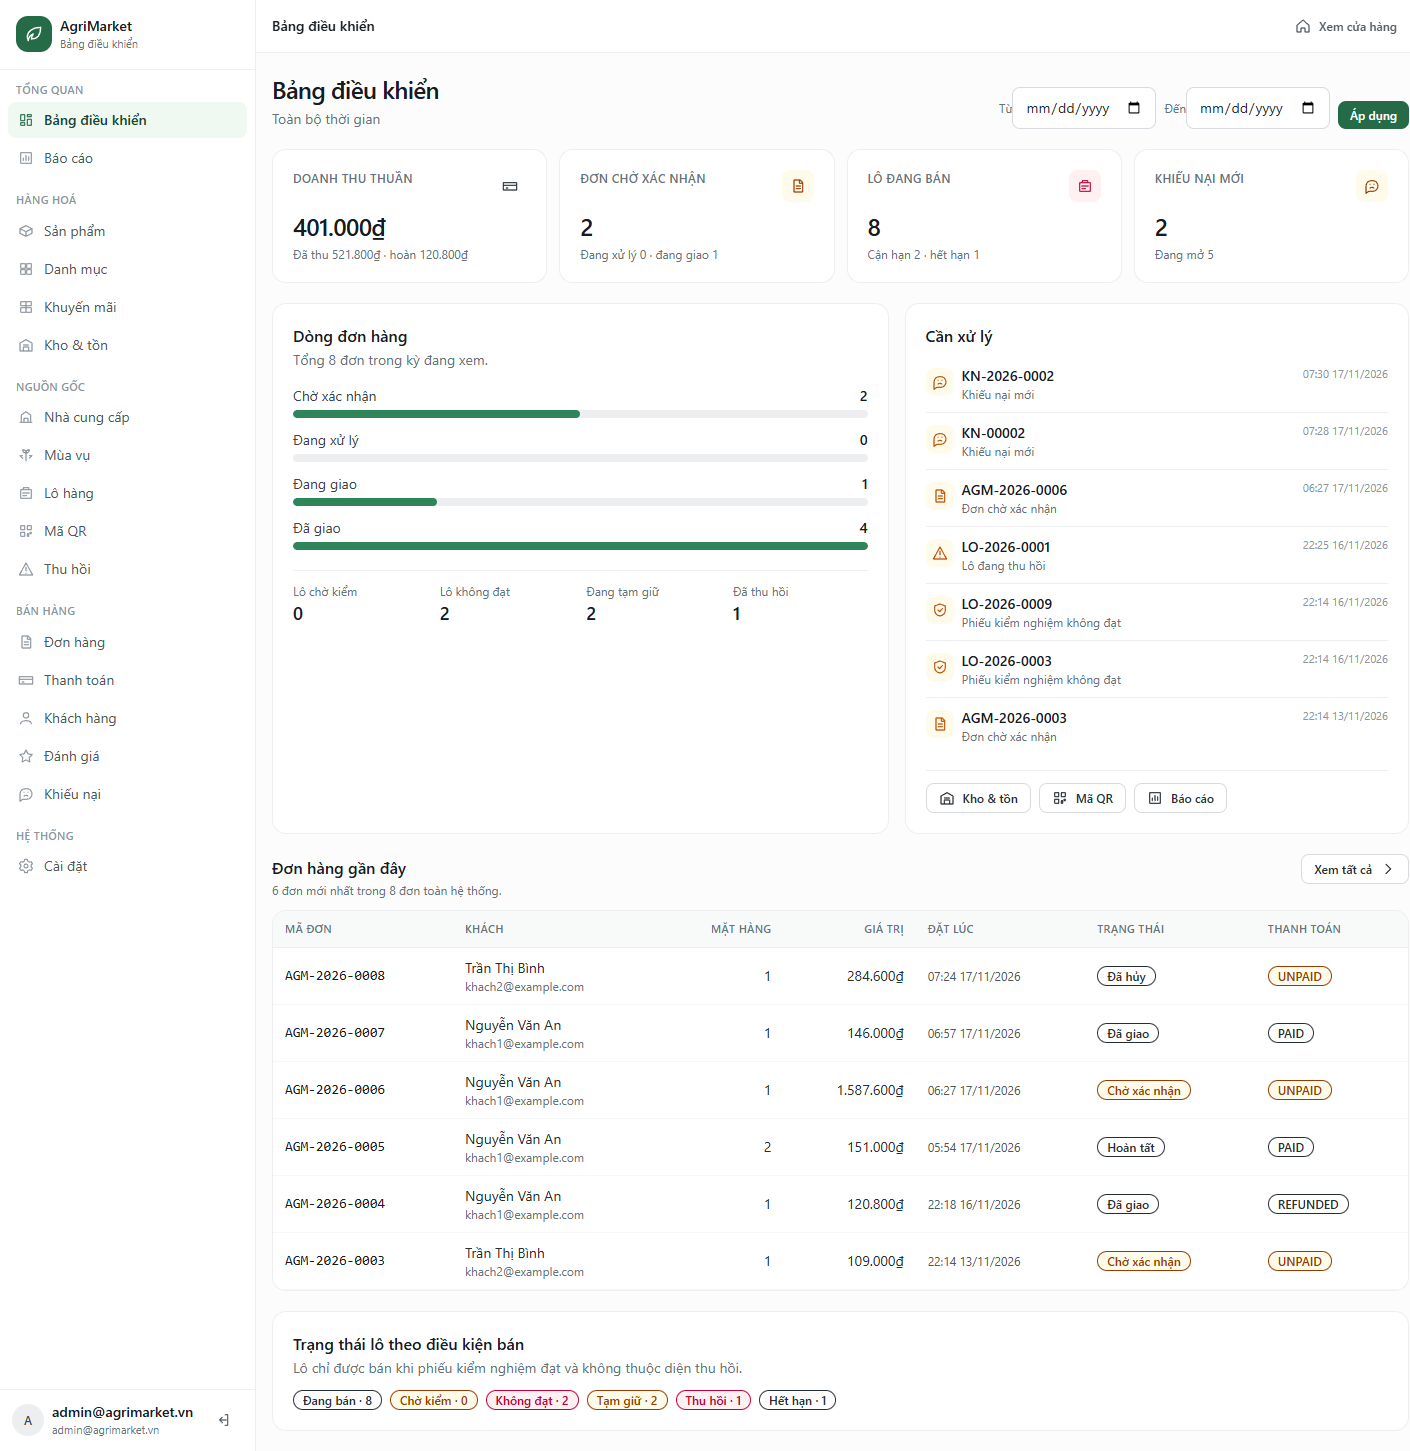 AgriMarket
Bảng điều khiển
TỔNG QUAN
Bảng điều khiển
Báo cáo
HÀNG HOÁ
Sản phẩm
Danh mục
Khuyến mãi
Kho & tồn
NGUỒN GỐC
Nhà cung cấp
Mùa vụ
Lô hàng
Mã QR
Thu hồi
BÁN HÀNG
Đơn hàng
Thanh toán
Khách hàng
Đánh giá
Khiếu nại
HỆ THỐNG
Cài đặt
A
admin@agrimarket.vn
admin@agrimarket.vn
Bảng điều khiển
Xem cửa hàng
Bảng điều khiển
Toàn bộ thời gian
Từ mm/dd/yyyy Đến mm/dd/yyyy Áp dụng
DOANH THU THUẦN
401.000₫
Đã thu 521.800₫ · hoàn 120.800₫
ĐƠN CHỜ XÁC NHẬN
2
Đang xử lý 0 · đang giao 1
LÔ ĐANG BÁN
8
Cận hạn 2 · hết hạn 1
KHIẾU NẠI MỚI
2
Đang mở 5
Dòng đơn hàng
Tổng 8 đơn trong kỳ đang xem.
Chờ xác nhận 2
Đang xử lý 0
Đang giao 1
Đã giao 4
Lô chờ kiểm Lô không đạt Đang tạm giữ Đã thu hồi
0 2 2 1
Cần xử lý
KN-2026-0002 07:30 17/11/2026
Khiếu nại mới
KN-00002 07:28 17/11/2026
Khiếu nại mới
AGM-2026-0006 06:27 17/11/2026
Đơn chờ xác nhận
LO-2026-0001 22:25 16/11/2026
Lô đang thu hồi
LO-2026-0009 22:14 16/11/2026
Phiếu kiểm nghiệm không đạt
LO-2026-0003 22:14 16/11/2026
Phiếu kiểm nghiệm không đạt
AGM-2026-0003 22:14 13/11/2026
Đơn chờ xác nhận
Kho & tồn Mã QR Báo cáo
Đơn hàng gần đây
6 đơn mới nhất trong 8 đơn toàn hệ thống.
Xem tất cả
MÃ ĐƠN KHÁCH MẶT HÀNG GIÁ TRỊ ĐẶT LÚC TRẠNG THÁI THANH TOÁN
AGM-2026-0008 Trần Thị Bình 1 284.600₫ 07:24 17/11/2026 Đã hủy UNPAID
khach2@example.com
AGM-2026-0007 Nguyễn Văn An 1 146.000₫ 06:57 17/11/2026 Đã giao PAID
khach1@example.com
AGM-2026-0006 Nguyễn Văn An 1 1.587.600₫ 06:27 17/11/2026 Chờ xác nhận UNPAID
khach1@example.com
AGM-2026-0005 Nguyễn Văn An 2 151.000₫ 05:54 17/11/2026 Hoàn tất PAID
khach1@example.com
AGM-2026-0004 Nguyễn Văn An 1 120.800₫ 22:18 16/11/2026 Đã giao REFUNDED
khach1@example.com
AGM-2026-0003 Trần Thị Bình 1 109.000₫ 22:14 13/11/2026 Chờ xác nhận UNPAID
khach2@example.com
Trạng thái lô theo điều kiện bán
Lô chỉ được bán khi phiếu kiểm nghiệm đạt và không thuộc diện thu hồi.
Đang bán · 8 Chờ kiểm · 0 Không đạt · 2 Tạm giữ · 2 Thu hồi · 1 Hết hạn · 1